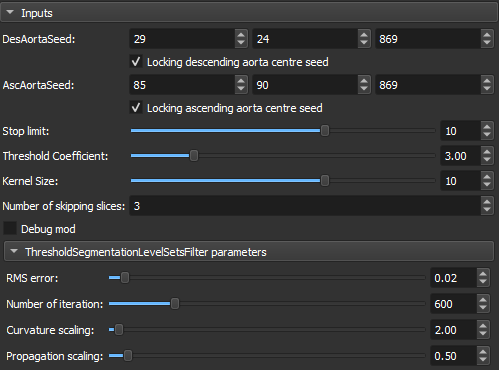 Inputs
DesAortaSeed: 29 24 869
Locking descending aorta centre seed
AscAortaSeed: 85 90 869
Locking ascending aorta centre seed
Stop limit: 10
Threshold Coefficient: 3.00
Kernel Size: 10
Number of skipping slices: 3
Debug mod
ThresholdSegmentationLevelSetsFilter parameters
RMS error: 0.02
Number of iteration: 600
Curvature scaling: 2.00
Propagation scaling: 0.50